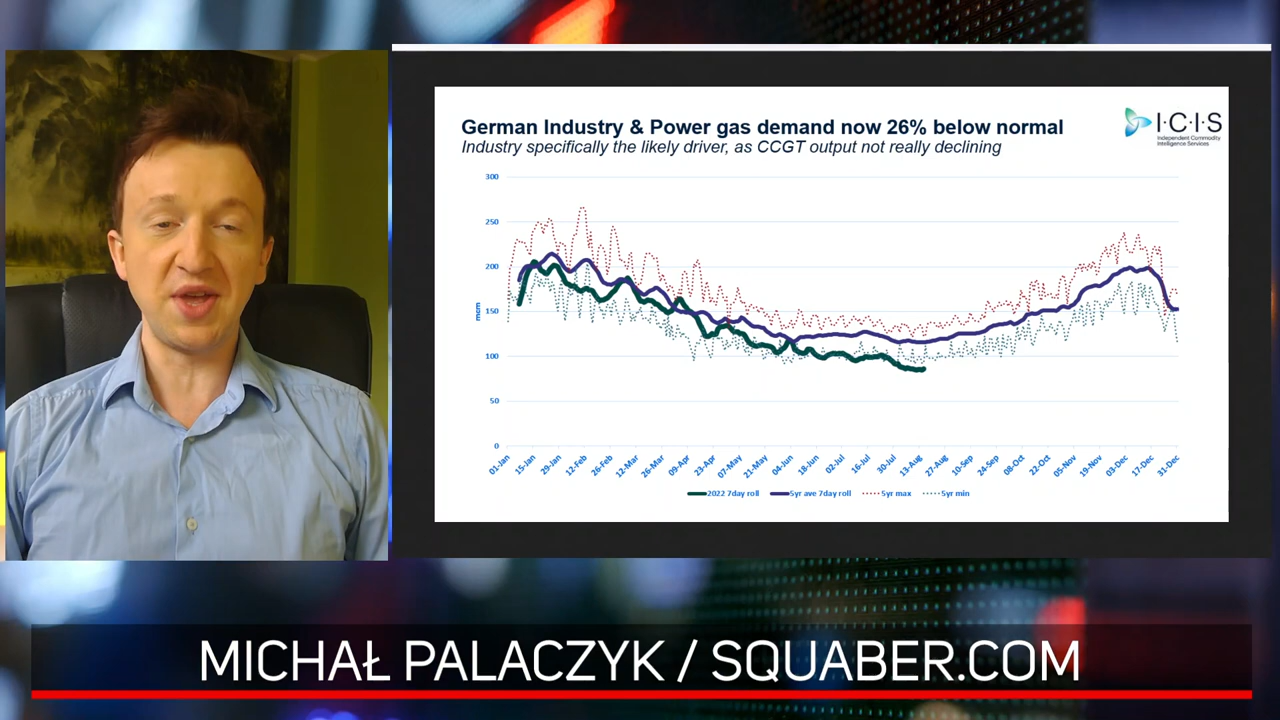 German Industry & Power gas demand now 26% below normal
Industry specifically the likely driver, as CCGT output not really declining
I·C·I·S
Independent Commodity
Intelligence Services
300
250
200
150
100
50
0
mcm
01-Jan
15-Jan
29-Jan
12-Feb
26-Feb
12-Mar
26-Mar
09-Apr
23-Apr
07-May
21-May
04-Jun
18-Jun
02-Jul
16-Jul
30-Jul
13-Aug
27-Aug
10-Sep
24-Sep
08-Oct
22-Oct
05-Nov
19-Nov
03-Dec
17-Dec
31-Dec
2022 7day roll
5yr ave 7day roll
5yr max
5yr min
MICHAŁ PALACZYK / SQUABER.COM